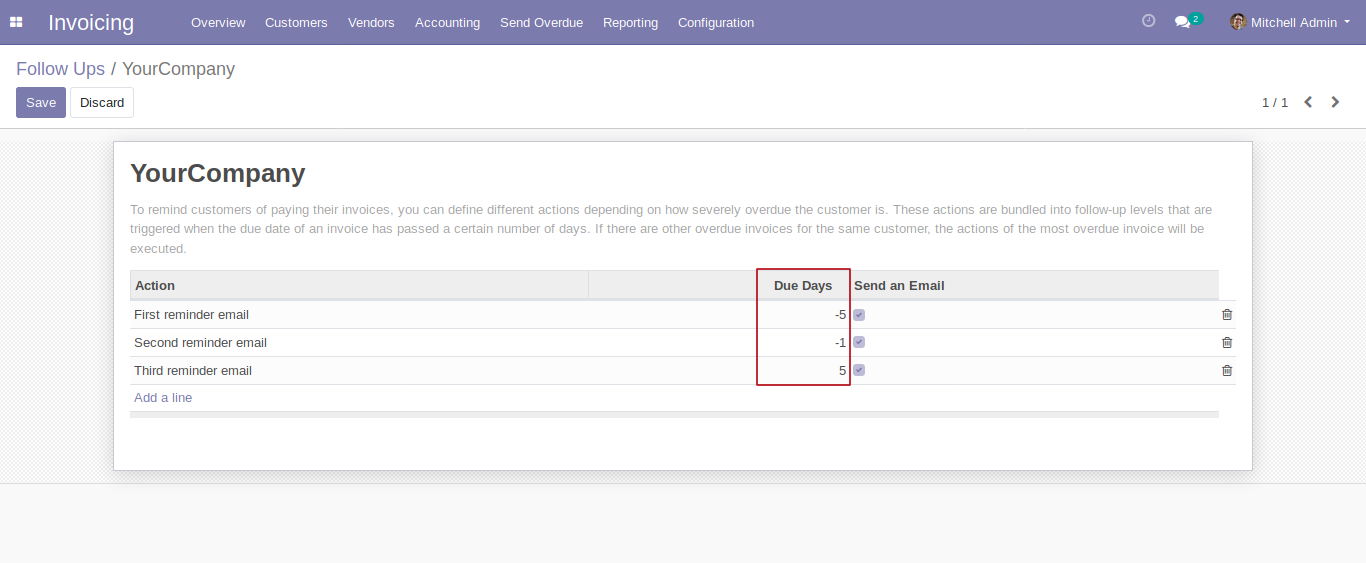 Invoicing Overview Customers Vendors Accounting Send Overdue Reporting Configuration 2 Mitchell Admin
Follow Ups / YourCompany
Save Discard 1 / 1
YourCompany
To remind customers of paying their invoices, you can define different actions depending on how severely overdue the customer is. These actions are bundled into follow-up levels that are
triggered when the due date of an invoice has passed a certain number of days. If there are other overdue invoices for the same customer, the actions of the most overdue invoice will be
executed.
Action Due Days Send an Email
First reminder email -5
Second reminder email -1
Third reminder email 5
Add a line